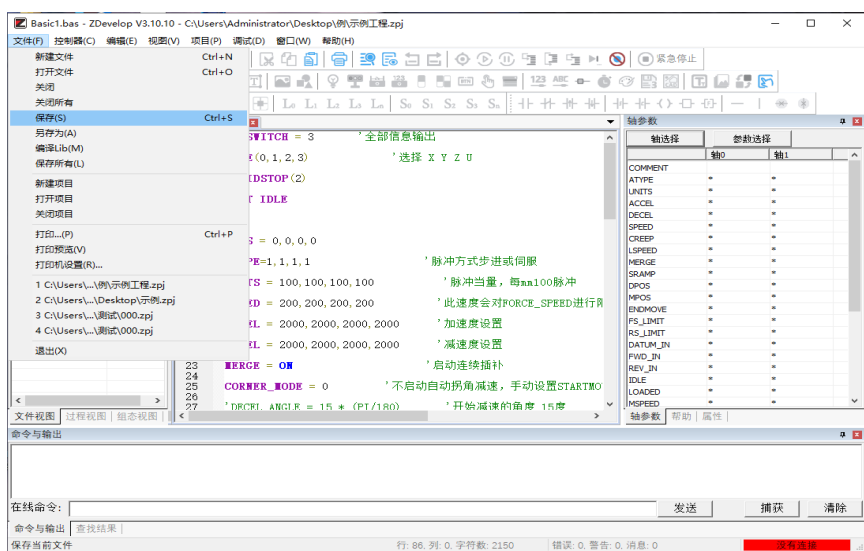 Basic1.bas - ZDevelop V3.10.10 - C:\Users\Administrator\Desktop\例\示例工程.zpj
文件(F) 控制器(C) 编辑(E) 视图(V) 项目(P) 调试(D) 窗口(W) 帮助(H)
新建文件 Ctrl+N
打开文件 Ctrl+O
关闭
关闭所有
保存(S) Ctrl+S
另存为(A)
编译Lib(M)
保存所有(L)
新建项目
打开项目
关闭项目
打印...(P) Ctrl+P
打印预览(V)
打印机设置(R)...
1 C:\Users\...\例\示例工程.zpj
2 C:\Users\...\Desktop\示例.zpj
3 C:\Users\...\测试\000.zpj
4 C:\Users\...\测试\000.zpj
退出(X)
紧急停止
123 ABC
L₀ L₁ L₂ L₃ Lₙ S₀ S₁ S₂ S₃ Sₙ
SWITCH = 3 '全部信息输出
(0,1,2,3) '选择 X Y Z U
IDSTOP(2)
IDLE
= 0,0,0,0
PE=1,1,1,1 '脉冲方式步进或伺服
TS = 100,100,100,100 '脉冲当量,每mm100脉冲
ED = 200,200,200,200 '此速度会对FORCE_SPEED进行限
EL = 2000,2000,2000,2000 '加速度设置
EL = 2000,2000,2000,2000 '减速度设置
23 MERGE = ON '启动连续插补
24
25 CORNER_MODE = 0 '不启动自动拐角减速,手动设置STARTMO
26
27 'DECEL_ANGLE = 15 * (PI/180) '开始减速的角度 15度
轴参数
轴选择 参数选择
轴0 轴1
COMMENT
ATYPE * *
UNITS * *
ACCEL * *
DECEL * *
SPEED * *
CREEP * *
LSPEED * *
MERGE * *
SRAMP * *
DPOS * *
MPOS * *
ENDMOVE * *
FS_LIMIT * *
RS_LIMIT * *
DATUM_IN * *
FWD_IN * *
REV_IN * *
IDLE * *
LOADED * *
MSPEED * *
文件视图 过程视图 组态视图
轴参数 帮助 属性
命令与输出
在线命令: 发送 捕获 清除
命令与输出 查找结果
保存当前文件 行: 86, 列: 0, 字符数: 2150 错误: 0, 警告: 0, 消息: 0 没有连接